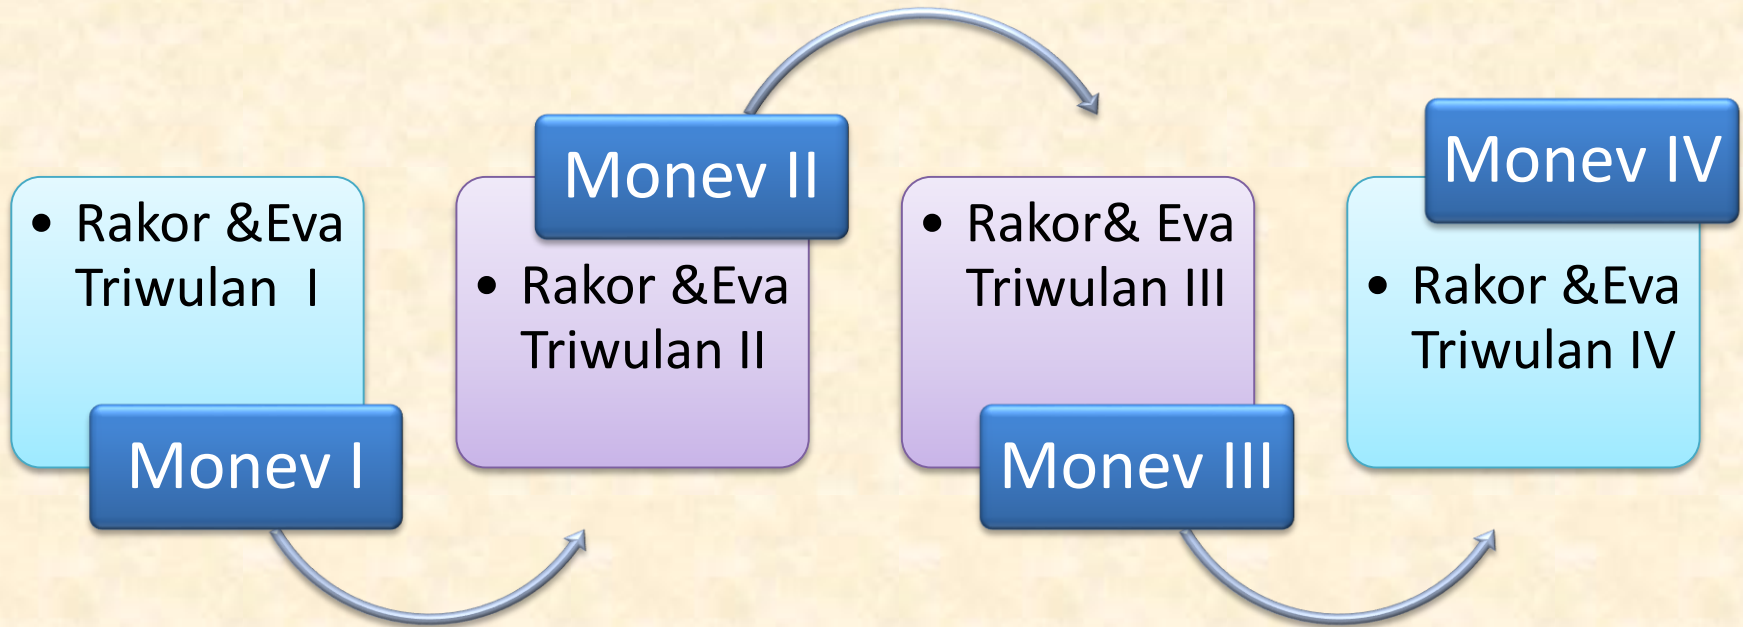 • Rakor &Eva
Triwulan  I
Monev I
Monev II
• Rakor &Eva
Triwulan II
• Rakor& Eva
Triwulan III
Monev III
Monev IV
• Rakor &Eva
Triwulan IV